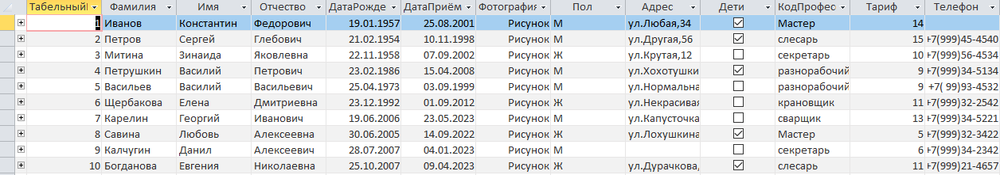 Табельный Фамилия Имя Отчество ДатаРожде ДатаПриём Фотография Пол Адрес Дети КодПрофес Тариф Телефон
1 Иванов Константин Федорович 19.01.1957 25.08.2001 Рисунок М ул.Любая,34 Мастер 14
2 Петров Сергей Глебович 21.02.1954 10.11.1998 Рисунок М ул.Другая,56 слесарь 15 +7(999)45-4540
3 Митина Зинаида Яковлевна 22.11.1958 07.09.2002 Рисунок Ж ул.Крутая,12 секретарь 10 +7(999)56-4534
4 Петрушкин Василий Петрович 23.02.1986 15.04.2008 Рисунок М ул.Хохотушки разнорабочий 9 +7(999)34-5134
5 Васильев Василий Васильевич 25.04.1973 03.09.1999 Рисунок М ул.Нормальна разнорабочий 9 +7( 99)93-4532
6 Щербакова Елена Дмитриевна 23.12.1992 01.09.2012 Рисунок Ж ул.Некрасивая крановщик 11 +7(999)32-2542
7 Карелин Георгий Иванович 19.06.2006 23.05.2023 Рисунок М ул.Капусточка сварщик 13 +7(999)34-5221
8 Савина Любовь Алексеевна 30.06.2005 14.09.2022 Рисунок Ж ул.Лохушкина Мастер 5 +7(999)32-3422
9 Калчугин Данил Алексеевич 28.07.2007 04.01.2023 Рисунок М секретарь 6 +7(999)34-2342
10 Богданова Евгения Николаевна 25.10.2007 09.04.2023 Рисунок Ж ул.Дурачкова, слесарь 11 +7(999)21-4657